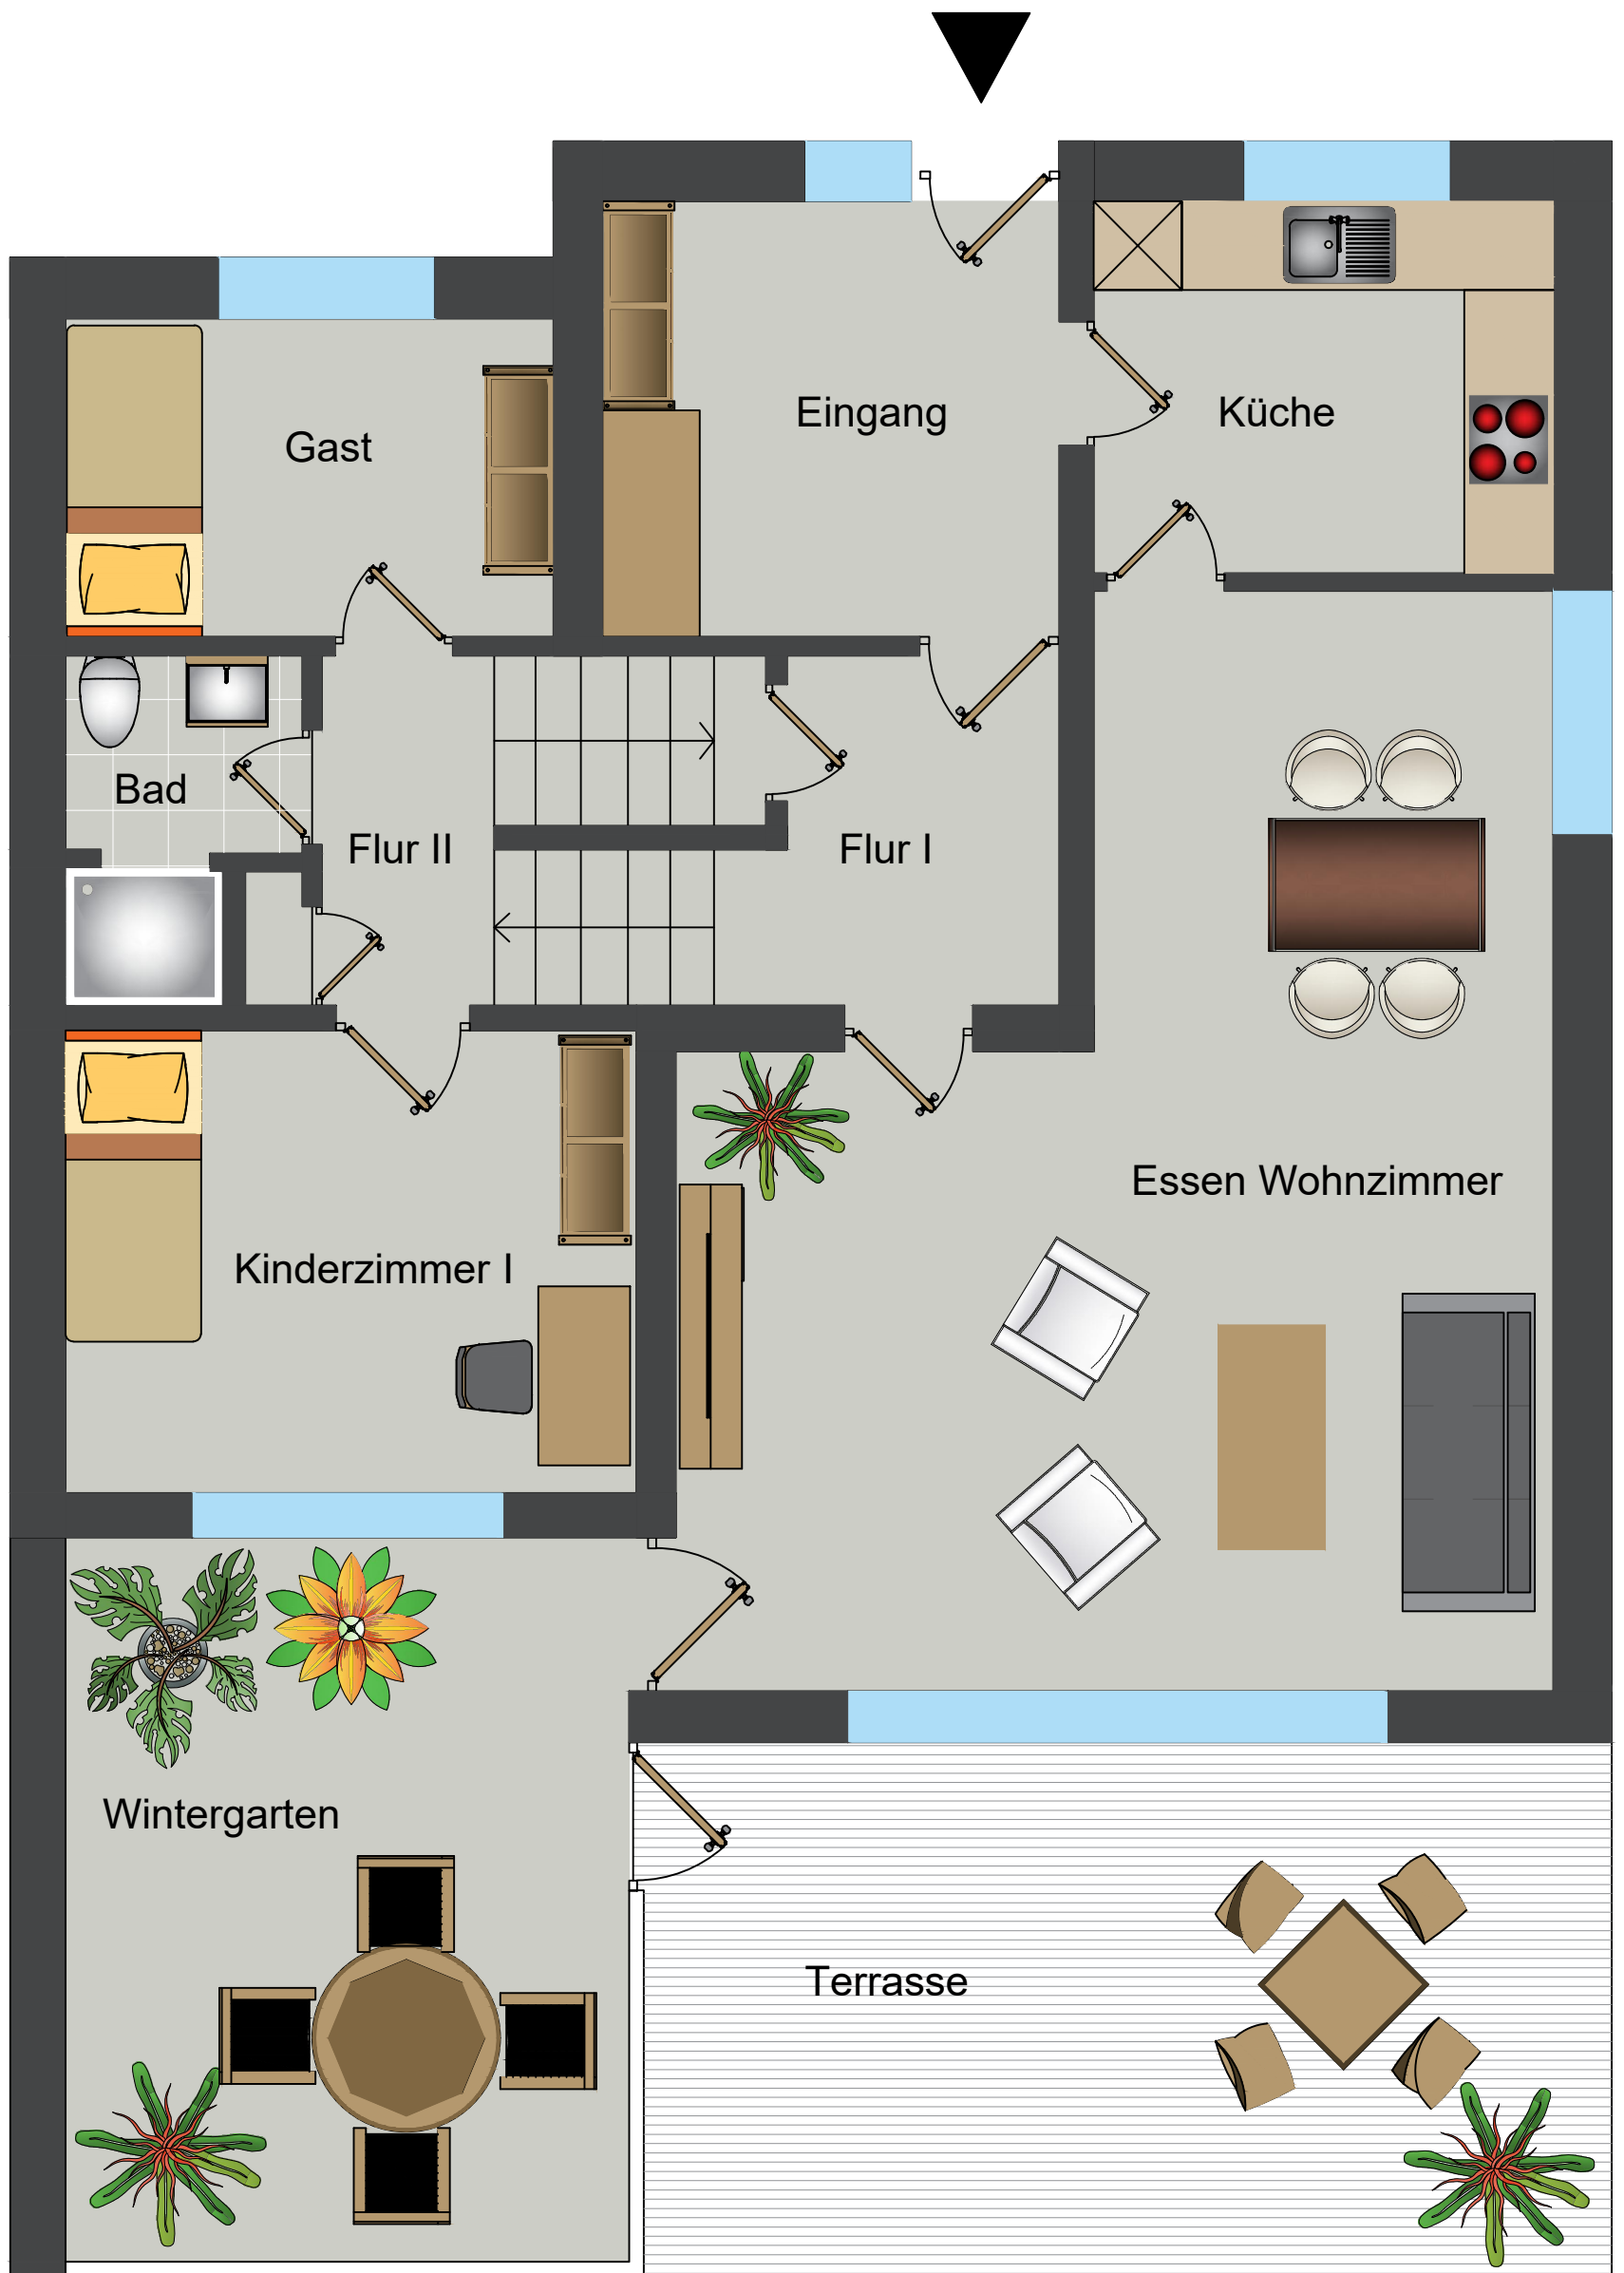 Eingang
Küche
Gast
Bad
Flur II
Flur I
Essen Wohnzimmer
Kinderzimmer I
Wintergarten
Terrasse